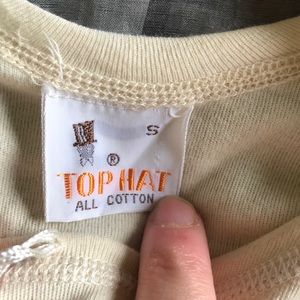 S
®
TOP HAT
ALL COTTON